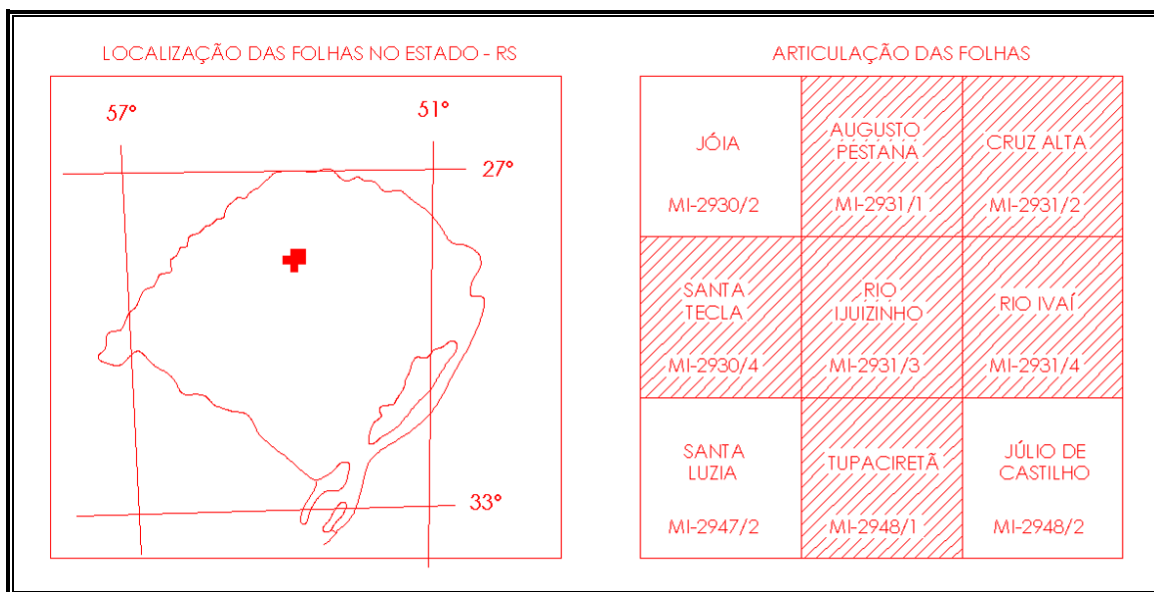 LOCALIZAÇÃO DAS FOLHAS NO ESTADO - RS
57°
51°
27°
33°
ARTICULAÇÃO DAS FOLHAS
JÓIA
MI-2930/2
AUGUSTO
PESTANA
MI-2931/1
CRUZ ALTA
MI-2931/2
SANTA
TECLA
MI-2930/4
RIO
IJUIZINHO
MI-2931/3
RIO IVAÍ
MI-2931/4
SANTA
LUZIA
MI-2947/2
TUPACIRETÃ
MI-2948/1
JÚLIO DE
CASTILHO
MI-2948/2